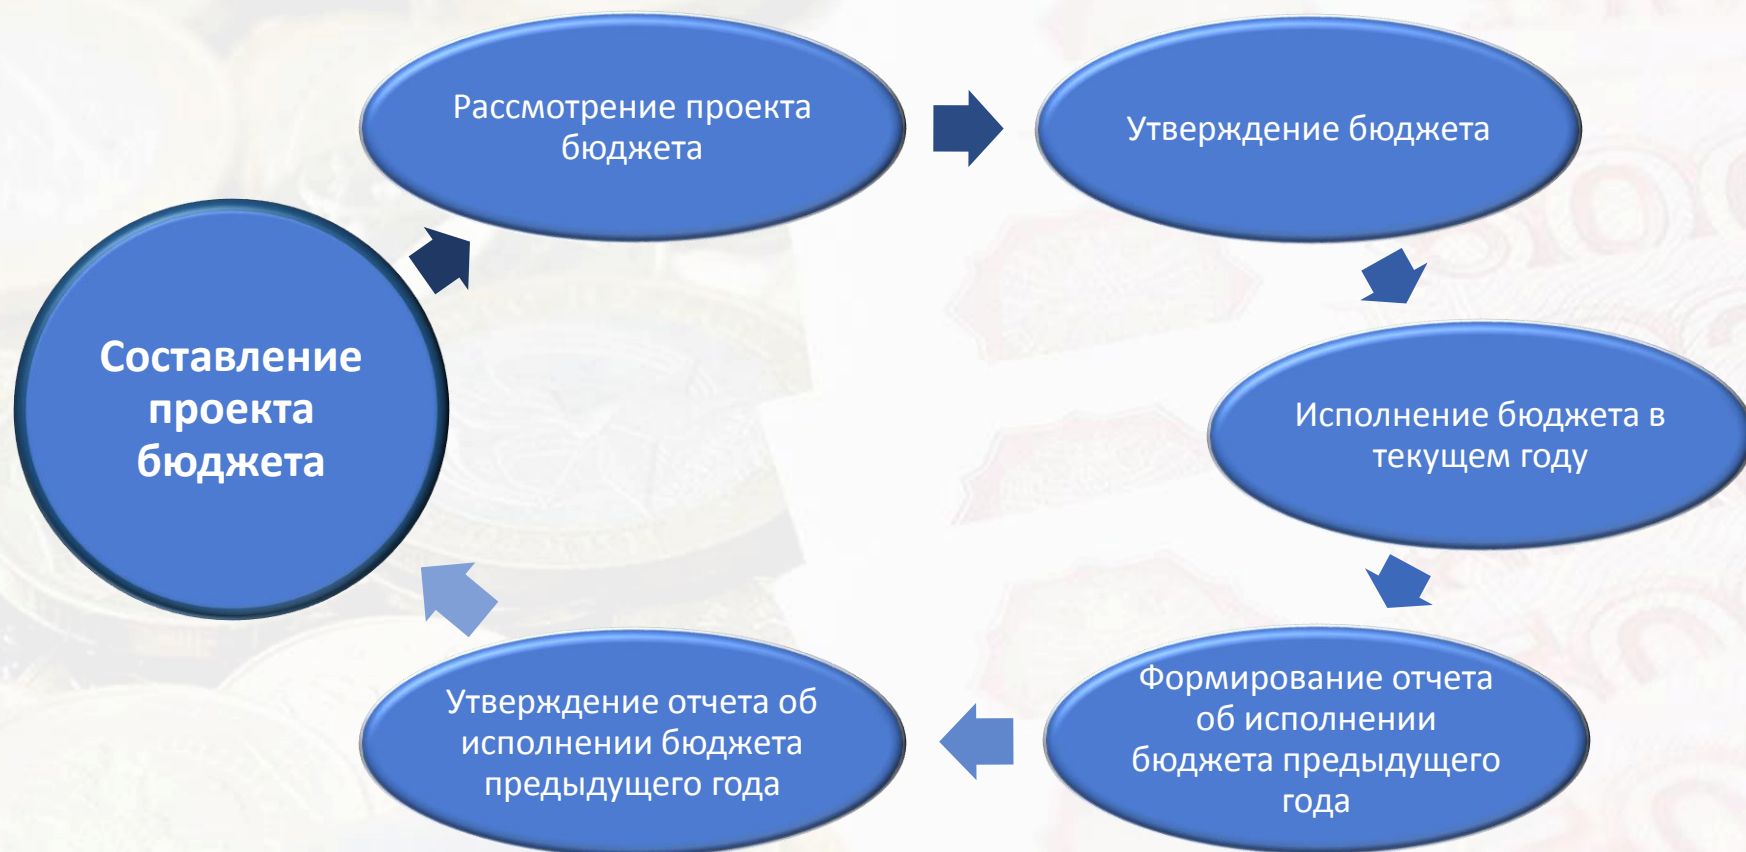 Рассмотрение проекта
бюджета
Утверждение бюджета
Составление
проекта
бюджета
Исполнение бюджета в
текущем году
Формирование отчета
об исполнении
бюджета предыдущего
года
Утверждение отчета об
исполнении бюджета
предыдущего года